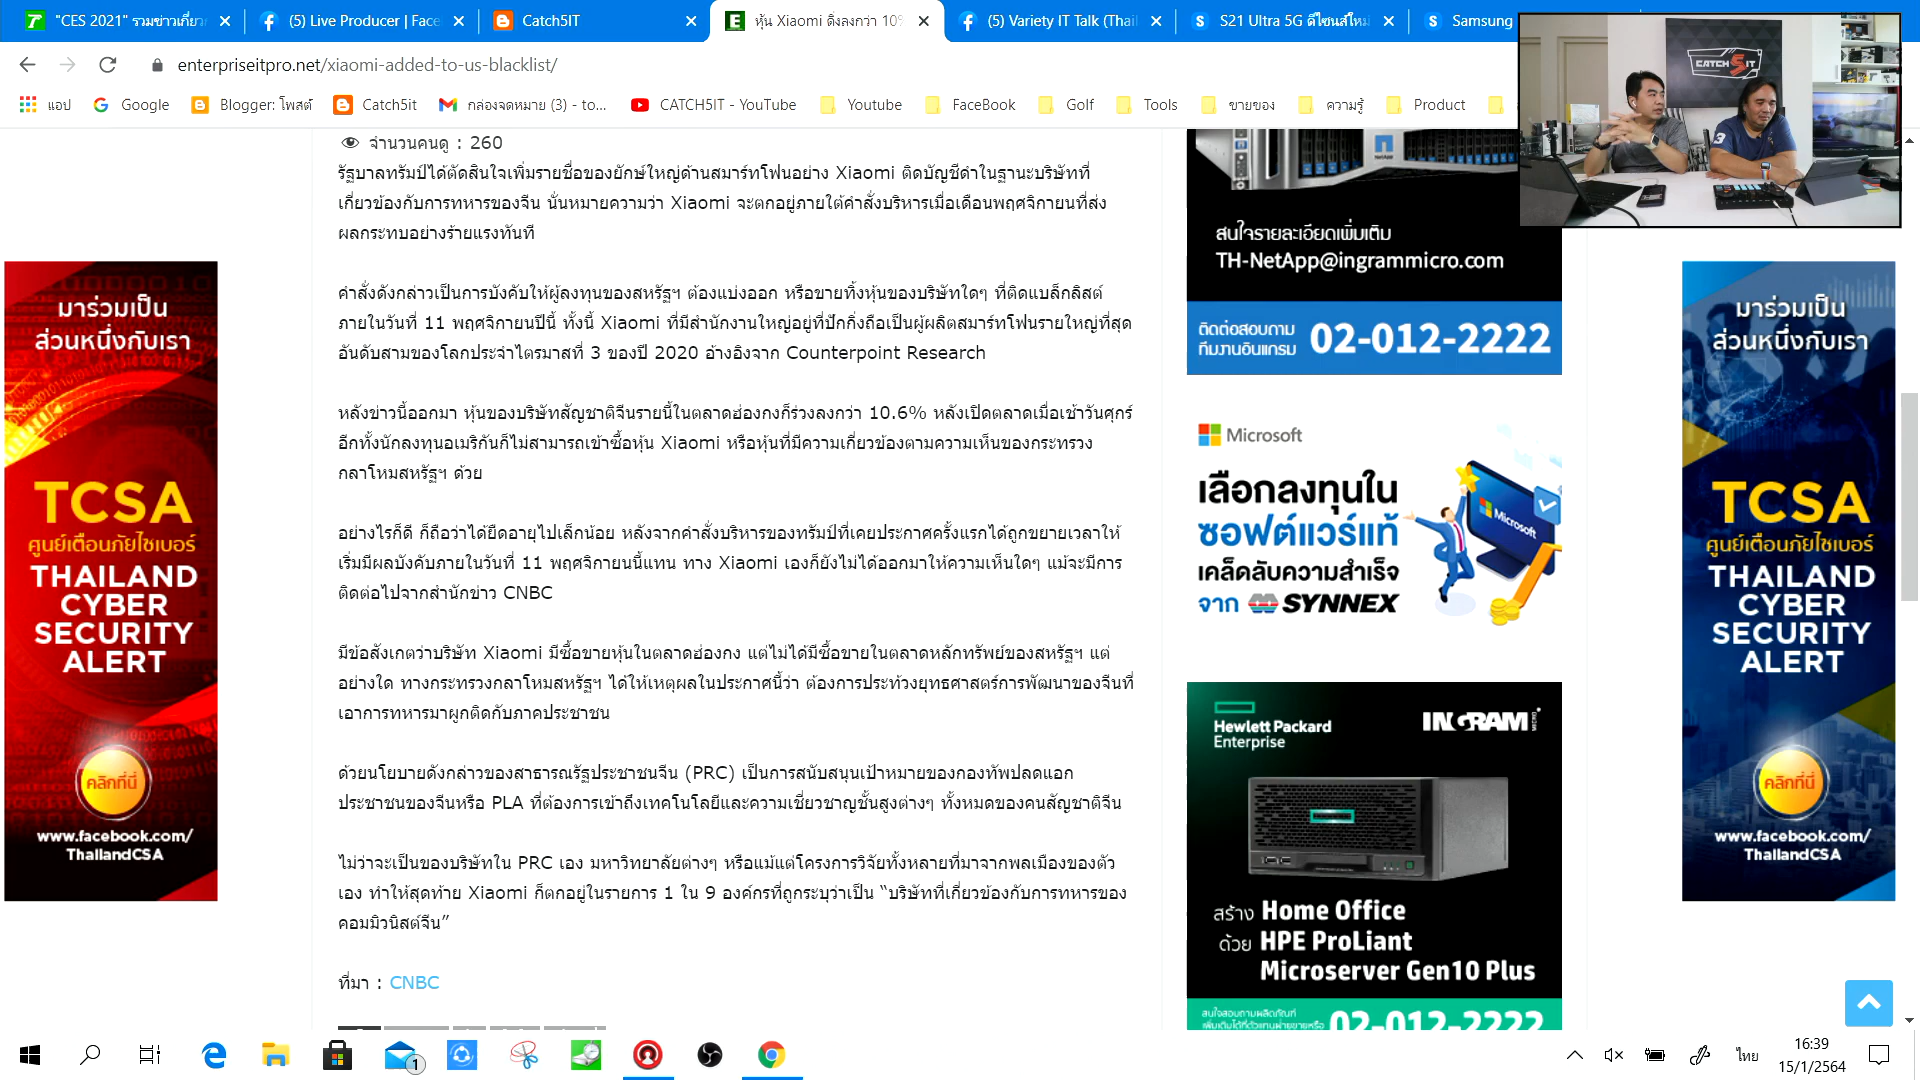 "CES 2021" รวมข่าวเกี่ยวก
(5) Live Producer | Face
Catch5IT
หุ้น Xiaomi ดิ่งลงกว่า 10%
(5) Variety IT Talk (Thail
S21 Ultra 5G ดีไซน์ใหม่
Samsung
enterpriseitpro.net/xiaomi-added-to-us-blacklist/
แอป
Google
Blogger: โพสต์
Catch5it
กล่องจดหมาย (3) - to...
CATCH5IT - YouTube
Youtube
FaceBook
Golf
Tools
ขายของ
ความรู้
Product
CATCH5IT
จำนวนคนดู : 260
รัฐบาลทรัมป์ได้ตัดสินใจเพิ่มรายชื่อของยักษ์ใหญ่ด้านสมาร์ทโฟนอย่าง Xiaomi ติดบัญชีดำในฐานะบริษัทที่
เกี่ยวข้องกับการทหารของจีน นั่นหมายความว่า Xiaomi จะตกอยู่ภายใต้คำสั่งบริหารเมื่อเดือนพฤศจิกายนที่ส่ง
ผลกระทบอย่างร้ายแรงทันที
คำสั่งดังกล่าวเป็นการบังคับให้ผู้ลงทุนของสหรัฐฯ ต้องแบ่งออก หรือขายทิ้งหุ้นของบริษัทใดๆ ที่ติดแบล็กลิสต์
ภายในวันที่ 11 พฤศจิกายนปีนี้ ทั้งนี้ Xiaomi ที่มีสำนักงานใหญ่อยู่ที่ปักกิ่งถือเป็นผู้ผลิตสมาร์ทโฟนรายใหญ่ที่สุด
อันดับสามของโลกประจำไตรมาสที่ 3 ของปี 2020 อ้างอิงจาก Counterpoint Research
หลังข่าวนี้ออกมา หุ้นของบริษัทสัญชาติจีนรายนี้ในตลาดฮ่องกงก็ร่วงลงกว่า 10.6% หลังเปิดตลาดเมื่อเช้าวันศุกร์
อีกทั้งนักลงทุนอเมริกันก็ไม่สามารถเข้าซื้อหุ้น Xiaomi หรือหุ้นที่มีความเกี่ยวข้องตามความเห็นของกระทรวง
กลาโหมสหรัฐฯ ด้วย
อย่างไรก็ดี ก็ถือว่าได้ยืดอายุไปเล็กน้อย หลังจากคำสั่งบริหารของทรัมป์ที่เคยประกาศครั้งแรกได้ถูกขยายเวลาให้
เริ่มมีผลบังคับภายในวันที่ 11 พฤศจิกายนนี้แทน ทาง Xiaomi เองก็ยังไม่ได้ออกมาให้ความเห็นใดๆ แม้จะมีการ
ติดต่อไปจากสำนักข่าว CNBC
มีข้อสังเกตว่าบริษัท Xiaomi มีซื้อขายหุ้นในตลาดฮ่องกง แต่ไม่ได้มีซื้อขายในตลาดหลักทรัพย์ของสหรัฐฯ แต่
อย่างใด ทางกระทรวงกลาโหมสหรัฐฯ ได้ให้เหตุผลในประกาศนี้ว่า ต้องการประท้วงยุทธศาสตร์การพัฒนาของจีนที่
เอาการทหารมาผูกติดกับภาคประชาชน
ด้วยนโยบายดังกล่าวของสาธารณรัฐประชาชนจีน (PRC) เป็นการสนับสนุนเป้าหมายของกองทัพปลดแอก
ประชาชนของจีนหรือ PLA ที่ต้องการเข้าถึงเทคโนโลยีและความเชี่ยวชาญชั้นสูงต่างๆ ทั้งหมดของคนสัญชาติจีน
ไม่ว่าจะเป็นของบริษัทใน PRC เอง มหาวิทยาลัยต่างๆ หรือแม้แต่โครงการวิจัยทั้งหลายที่มาจากพลเมืองของตัว
เอง ทำให้สุดท้าย Xiaomi ก็ตกอยู่ในรายการ 1 ใน 9 องค์กรที่ถูกระบุว่าเป็น “บริษัทที่เกี่ยวข้องกับการทหารของ
คอมมิวนิสต์จีน”
ที่มา : CNBC
มาร่วมเป็น
ส่วนหนึ่งกับเรา
TCSA
ศูนย์เตือนภัยไซเบอร์
THAILAND
CYBER
SECURITY
ALERT
คลิกที่นี่
www.facebook.com/
ThailandCSA
NetApp
สนใจรายละเอียดเพิ่มเติม
TH-NetApp@ingrammicro.com
ติดต่อสอบถาม
ทีมงานอินแกรม
02-012-2222
Microsoft
เลือกลงทุนใน
ซอฟต์แวร์แท้
เคล็ดลับความสำเร็จ
จาก SYNNEX
Microsoft
Hewlett Packard
Enterprise
INGRAM MICRO
สร้าง Home Office
ด้วย HPE ProLiant
Microserver Gen10 Plus
สนใจสอบถามผลิตภัณฑ์
เพิ่มเติมได้ที่ตัวแทนฝ่ายขายหรือ
02-012-2222
มาร่วมเป็น
ส่วนหนึ่งกับเรา
TCSA
ศูนย์เตือนภัยไซเบอร์
THAILAND
CYBER
SECURITY
ALERT
คลิกที่นี่
www.facebook.com/
ThailandCSA
1
ไทย
16:39
15/1/2564